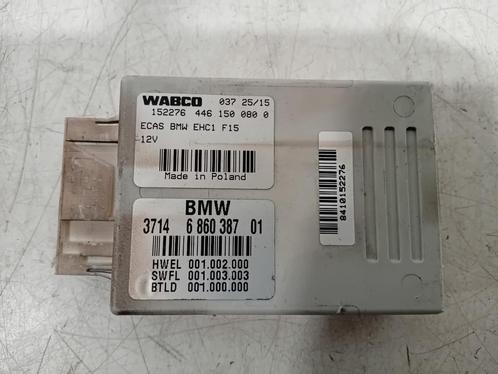 WABCO 037 25/15
152276 446 150 080 0
ECAS BMW EHC1 F15
12V
Made in Poland
BMW
3714 6 860 387 01
HWEL 001.002.000
SWFL 001.003.003
BTLD 001.000.000
8410152276